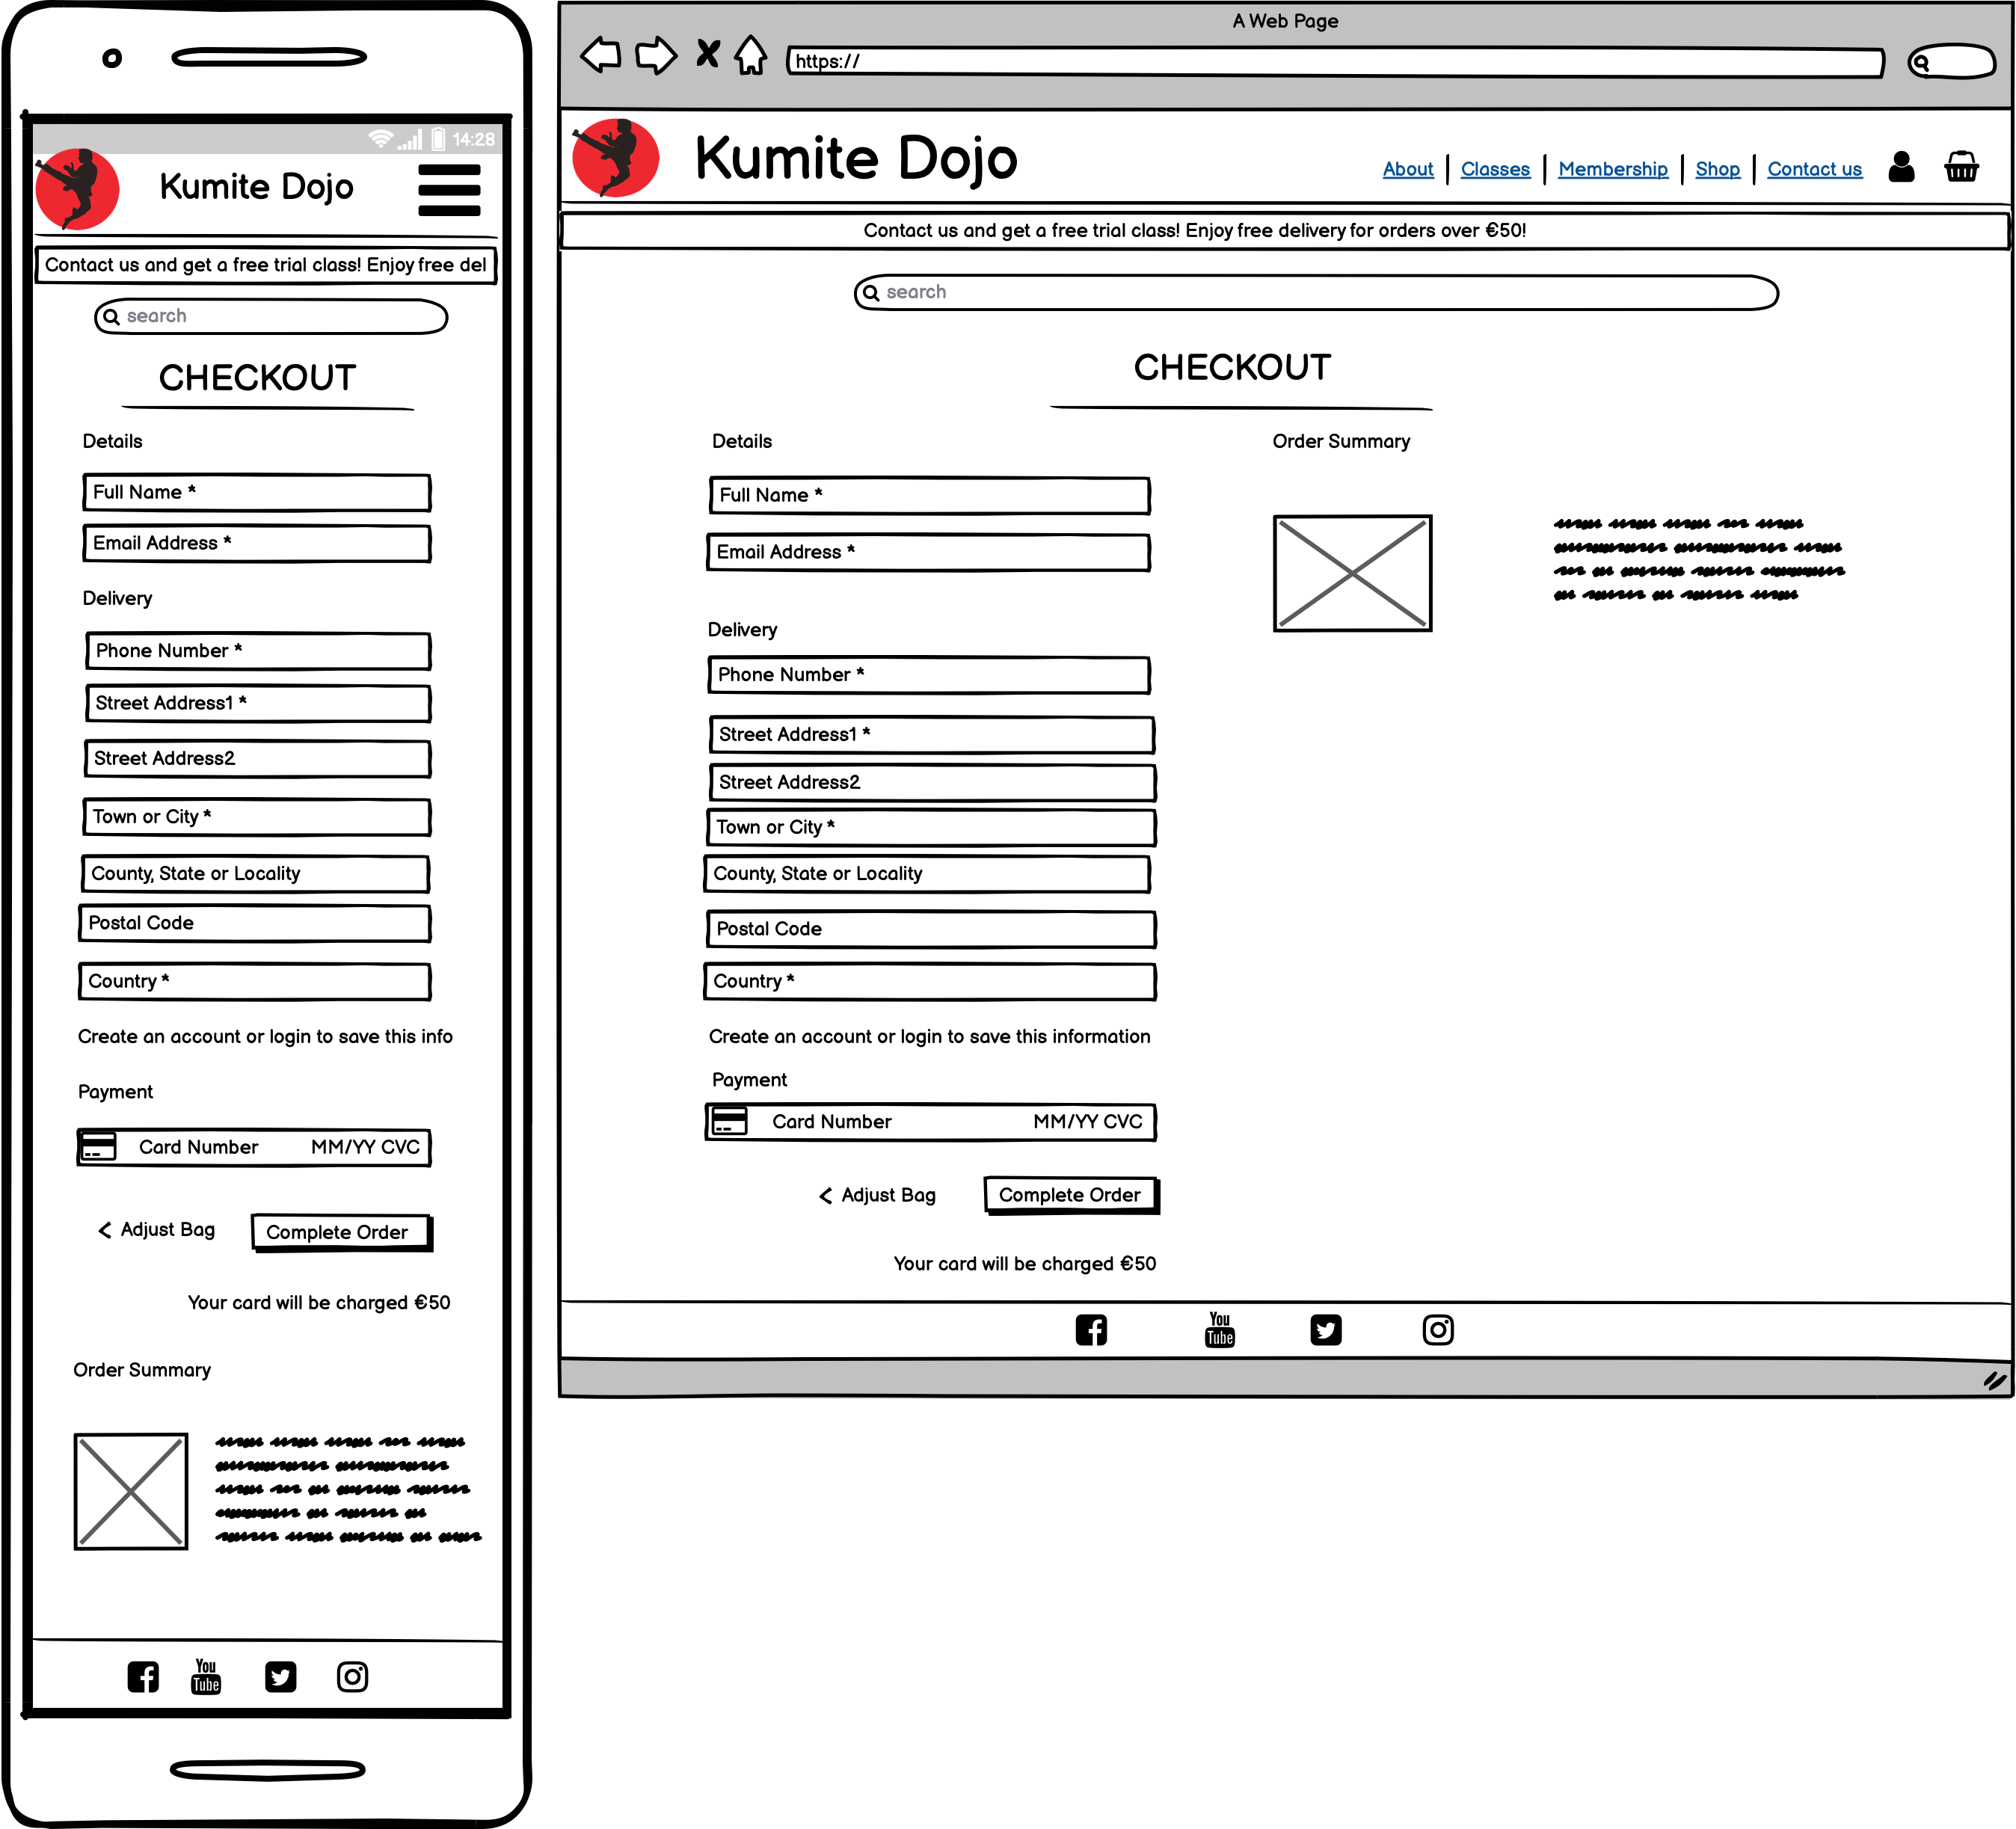 14:28
Kumite Dojo
Contact us and get a free trial class! Enjoy free del
search
CHECKOUT
Details
Full Name *
Email Address *
Delivery
Phone Number *
Street Address1 *
Street Address2
Town or City *
County, State or Locality
Postal Code
Country *
Create an account or login to save this info
Payment
Card Number MM/YY CVC
Adjust Bag Complete Order
Your card will be charged €50
Order Summary
You Tube
A Web Page
https://
Kumite Dojo
About Classes Membership Shop Contact us
Contact us and get a free trial class! Enjoy free delivery for orders over €50!
search
CHECKOUT
Details
Full Name *
Email Address *
Delivery
Phone Number *
Street Address1 *
Street Address2
Town or City *
County, State or Locality
Postal Code
Country *
Create an account or login to save this information
Payment
Card Number MM/YY CVC
Adjust Bag Complete Order
Your card will be charged €50
Order Summary
You Tube